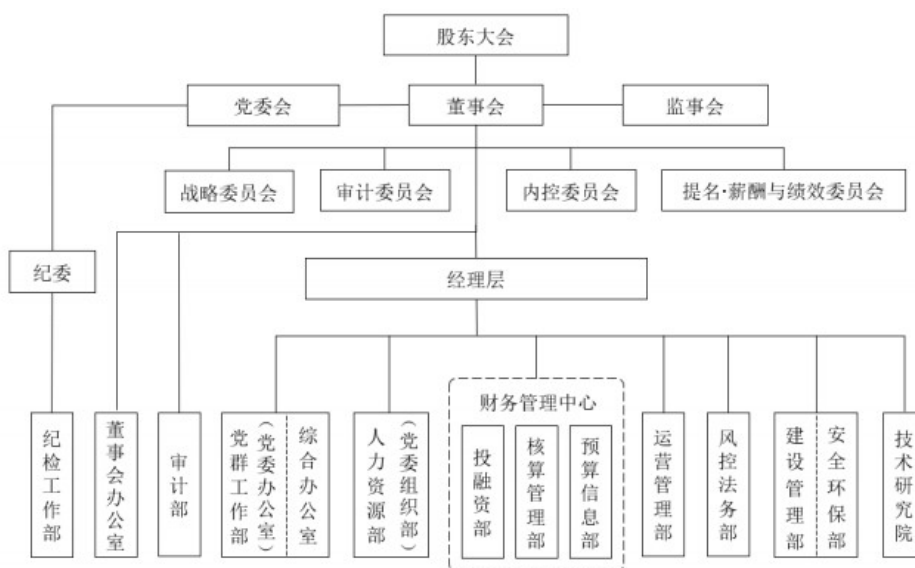 股东大会
党委会
董事会
监事会
战略委员会
审计委员会
内控委员会
提名·薪酬与绩效委员会
纪委
经理层
财务管理中心
纪检工作部
董事会办公室
审计部
党群工作部
(党委办公室)
综合办公室
人力资源部
(党委组织部)
投融资部
核算管理部
预算信息部
运营管理部
风控法务部
建设管理部
安全环保部
技术研究院